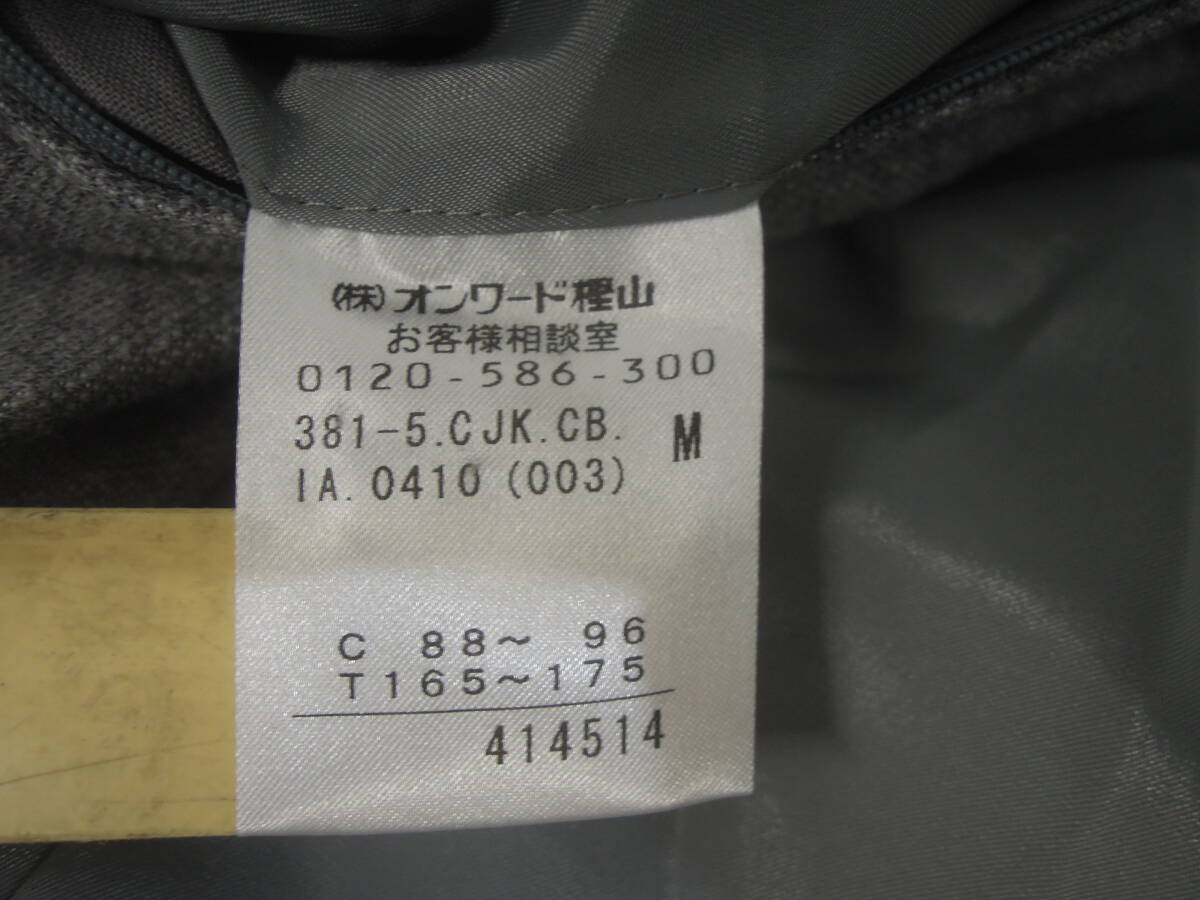 (株)オンワード樫山
お客様相談室
0120-586-300
381-5.CJK.CB. M
IA.0410(003)
C 88～ 96
T165～175
414514